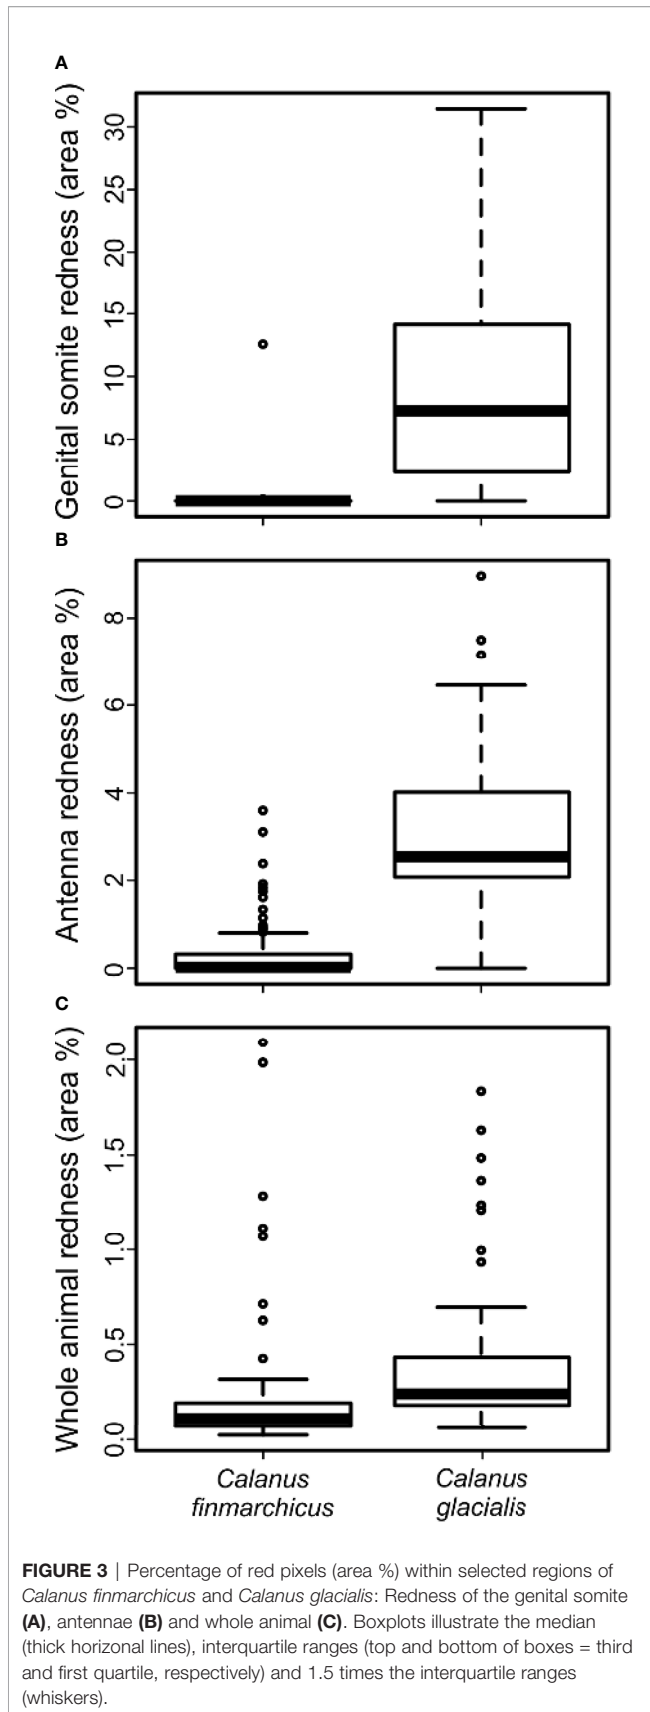 A
Genital somite redness (area %)
30
25
20
15
10
5
0
B
Antenna redness (area %)
8
6
4
2
0
C
Whole animal redness (area %)
2.0
1.5
1.0
0.5
0.0
Calanus finmarchicus
Calanus glacialis
FIGURE 3 | Percentage of red pixels (area %) within selected regions of
Calanus finmarchicus and Calanus glacialis: Redness of the genital somite
(A), antennae (B) and whole animal (C). Boxplots illustrate the median
(thick horizonal lines), interquartile ranges (top and bottom of boxes = third
and first quartile, respectively) and 1.5 times the interquartile ranges
(whiskers).